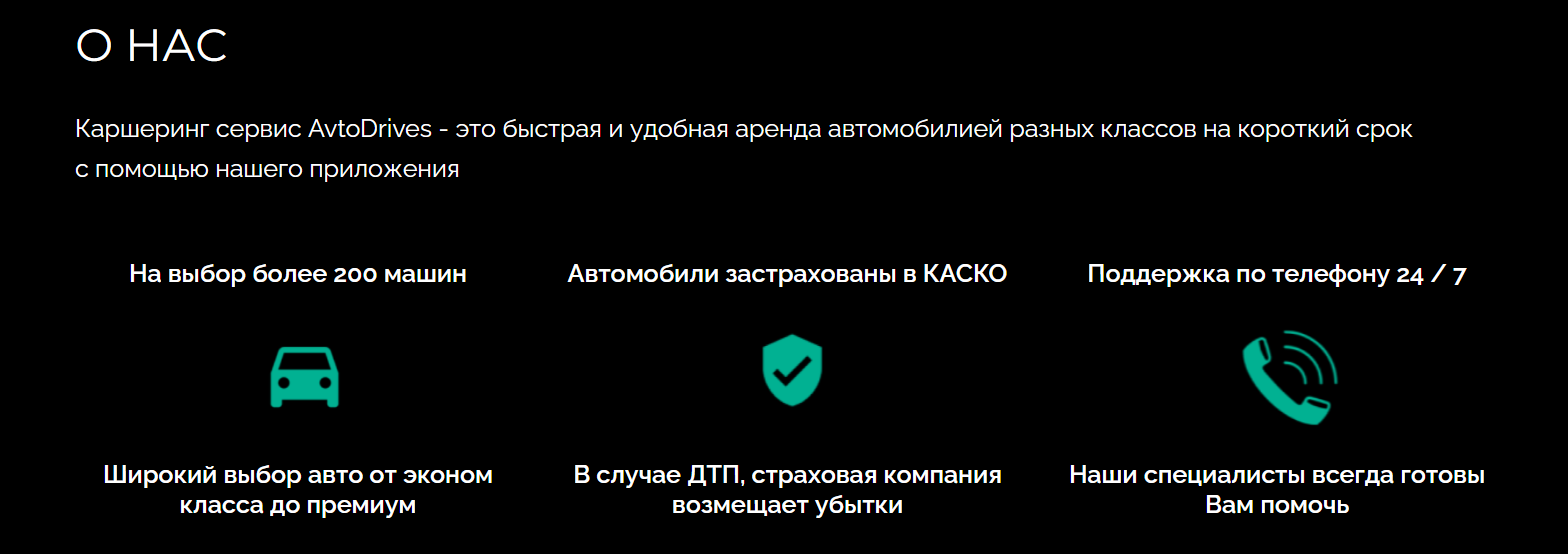 О НАС
Каршеринг сервис AvtoDrives - это быстрая и удобная аренда автомобилией разных классов на короткий срок
с помощью нашего приложения
На выбор более 200 машин
Автомобили застрахованы в КАСКО
Поддержка по телефону 24 / 7
Широкий выбор авто от эконом
класса до премиум
В случае ДТП, страховая компания
возмещает убытки
Наши специалисты всегда готовы
Вам помочь